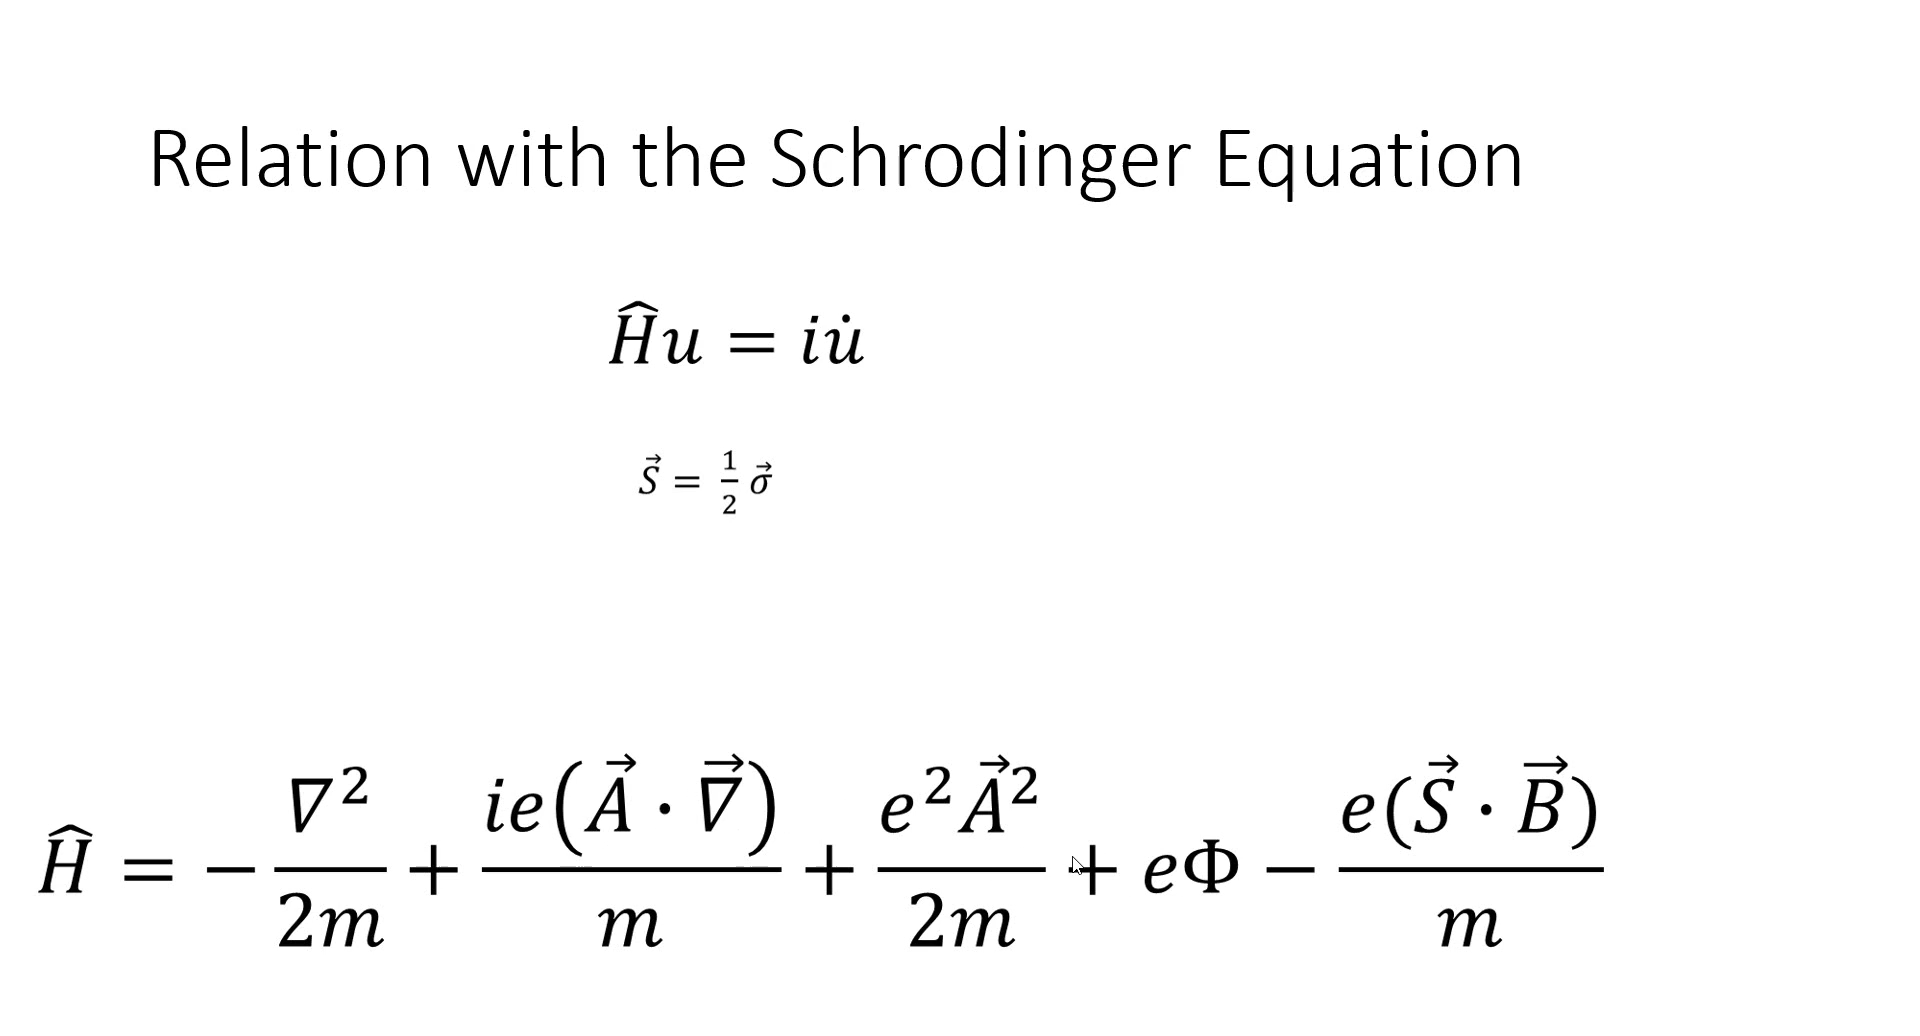 Relation with the Schrodinger Equation
Ĥu = iu̇
S⃗ = 1/2 σ⃗
Ĥ = −∇²/2m + ie(A⃗ · ∇⃗)/m + e²A⃗²/2m + eΦ − e(S⃗ · B⃗)/m